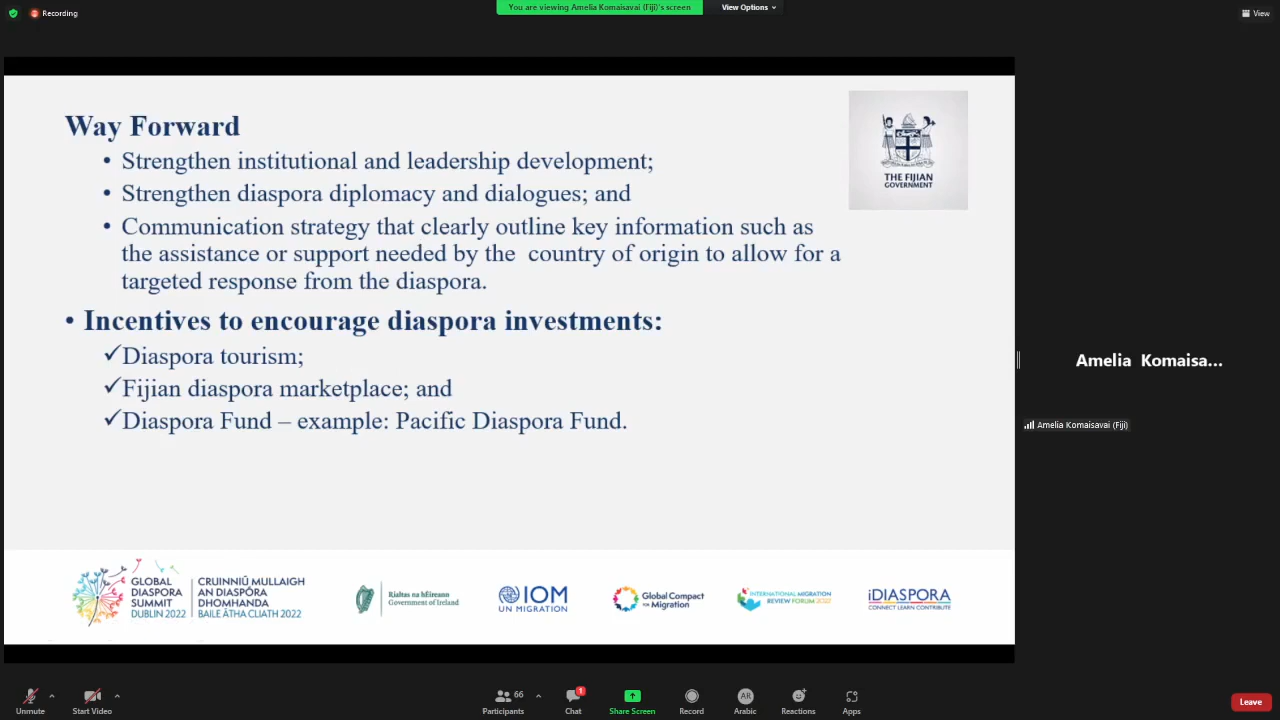 Recording
You are viewing Amelia Komaisavai (Fiji)'s screen
View Options
View
Way Forward
• Strengthen institutional and leadership development;
• Strengthen diaspora diplomacy and dialogues; and
• Communication strategy that clearly outline key information such as
the assistance or support needed by the country of origin to allow for a
targeted response from the diaspora.
• Incentives to encourage diaspora investments:
✓Diaspora tourism;
✓Fijian diaspora marketplace; and
✓Diaspora Fund – example: Pacific Diaspora Fund.
THE FIJIAN
GOVERNMENT
Amelia Komaisa...
Amelia Komaisavai (Fiji)
GLOBAL
DIASPORA
SUMMIT
DUBLIN 2022
CRUINNIÚ MULLAIGH
AN DIASPÓRA
DHOMHANDA
BAILE ÁTHA CLIATH 2022
Rialtas na hÉireann
Government of Ireland
IOM
UN MIGRATION
Global Compact
for Migration
INTERNATIONAL MIGRATION
REVIEW FORUM 2022
iDIASPORA
CONNECT LEARN CONTRIBUTE
Unmute
Start Video
66
Participants
1
Chat
Share Screen
Record
AR
Arabic
Reactions
Apps
Leave